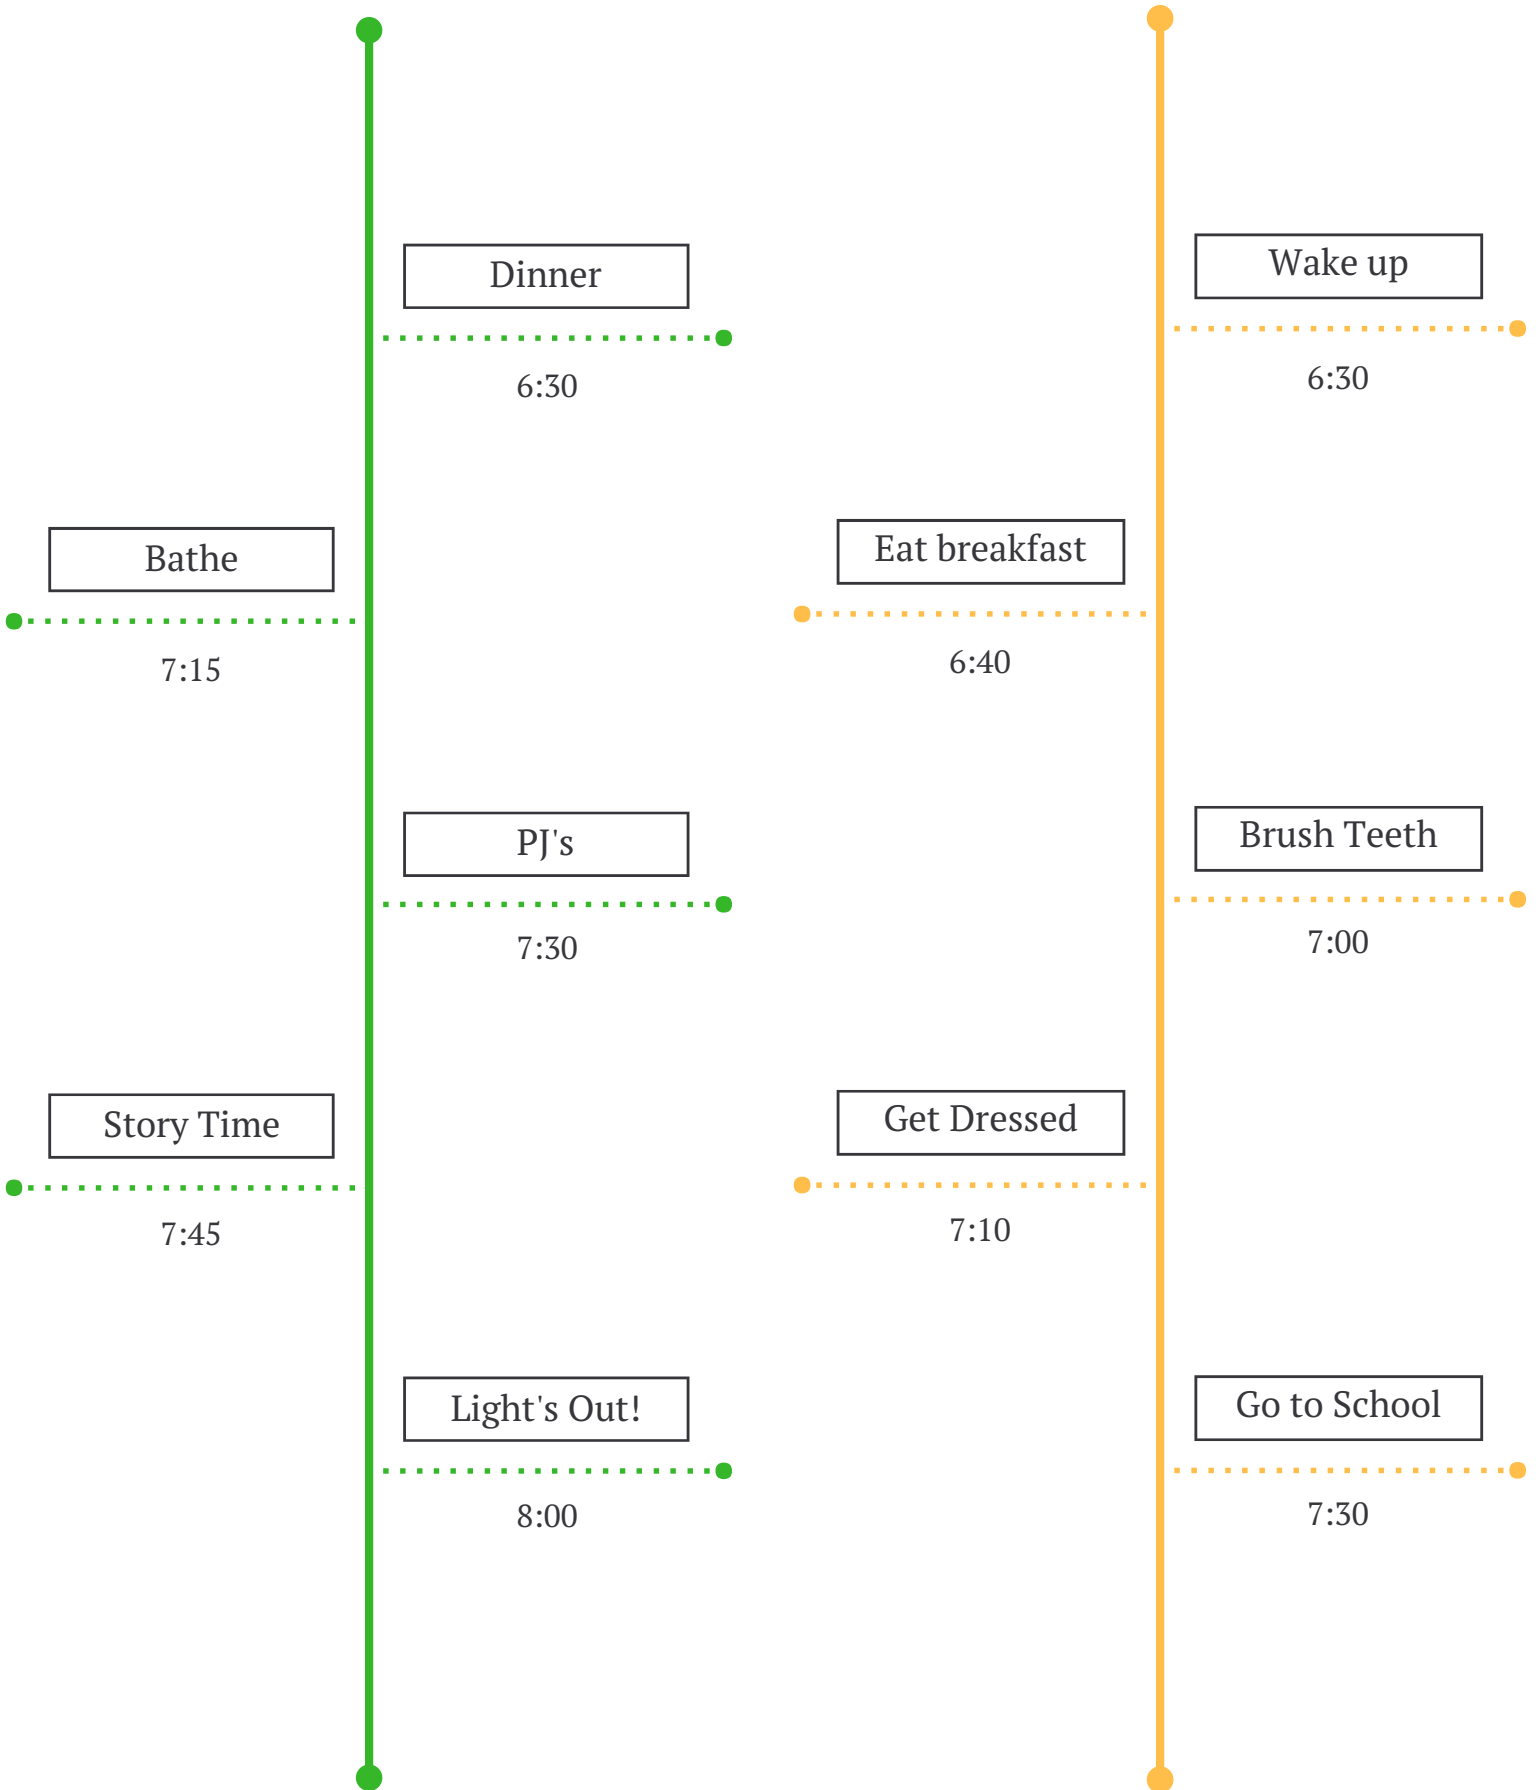 Dinner
6:30
Bathe
7:15
PJ's
7:30
Story Time
7:45
Light's Out!
8:00
Wake up
6:30
Eat breakfast
6:40
Brush Teeth
7:00
Get Dressed
7:10
Go to School
7:30